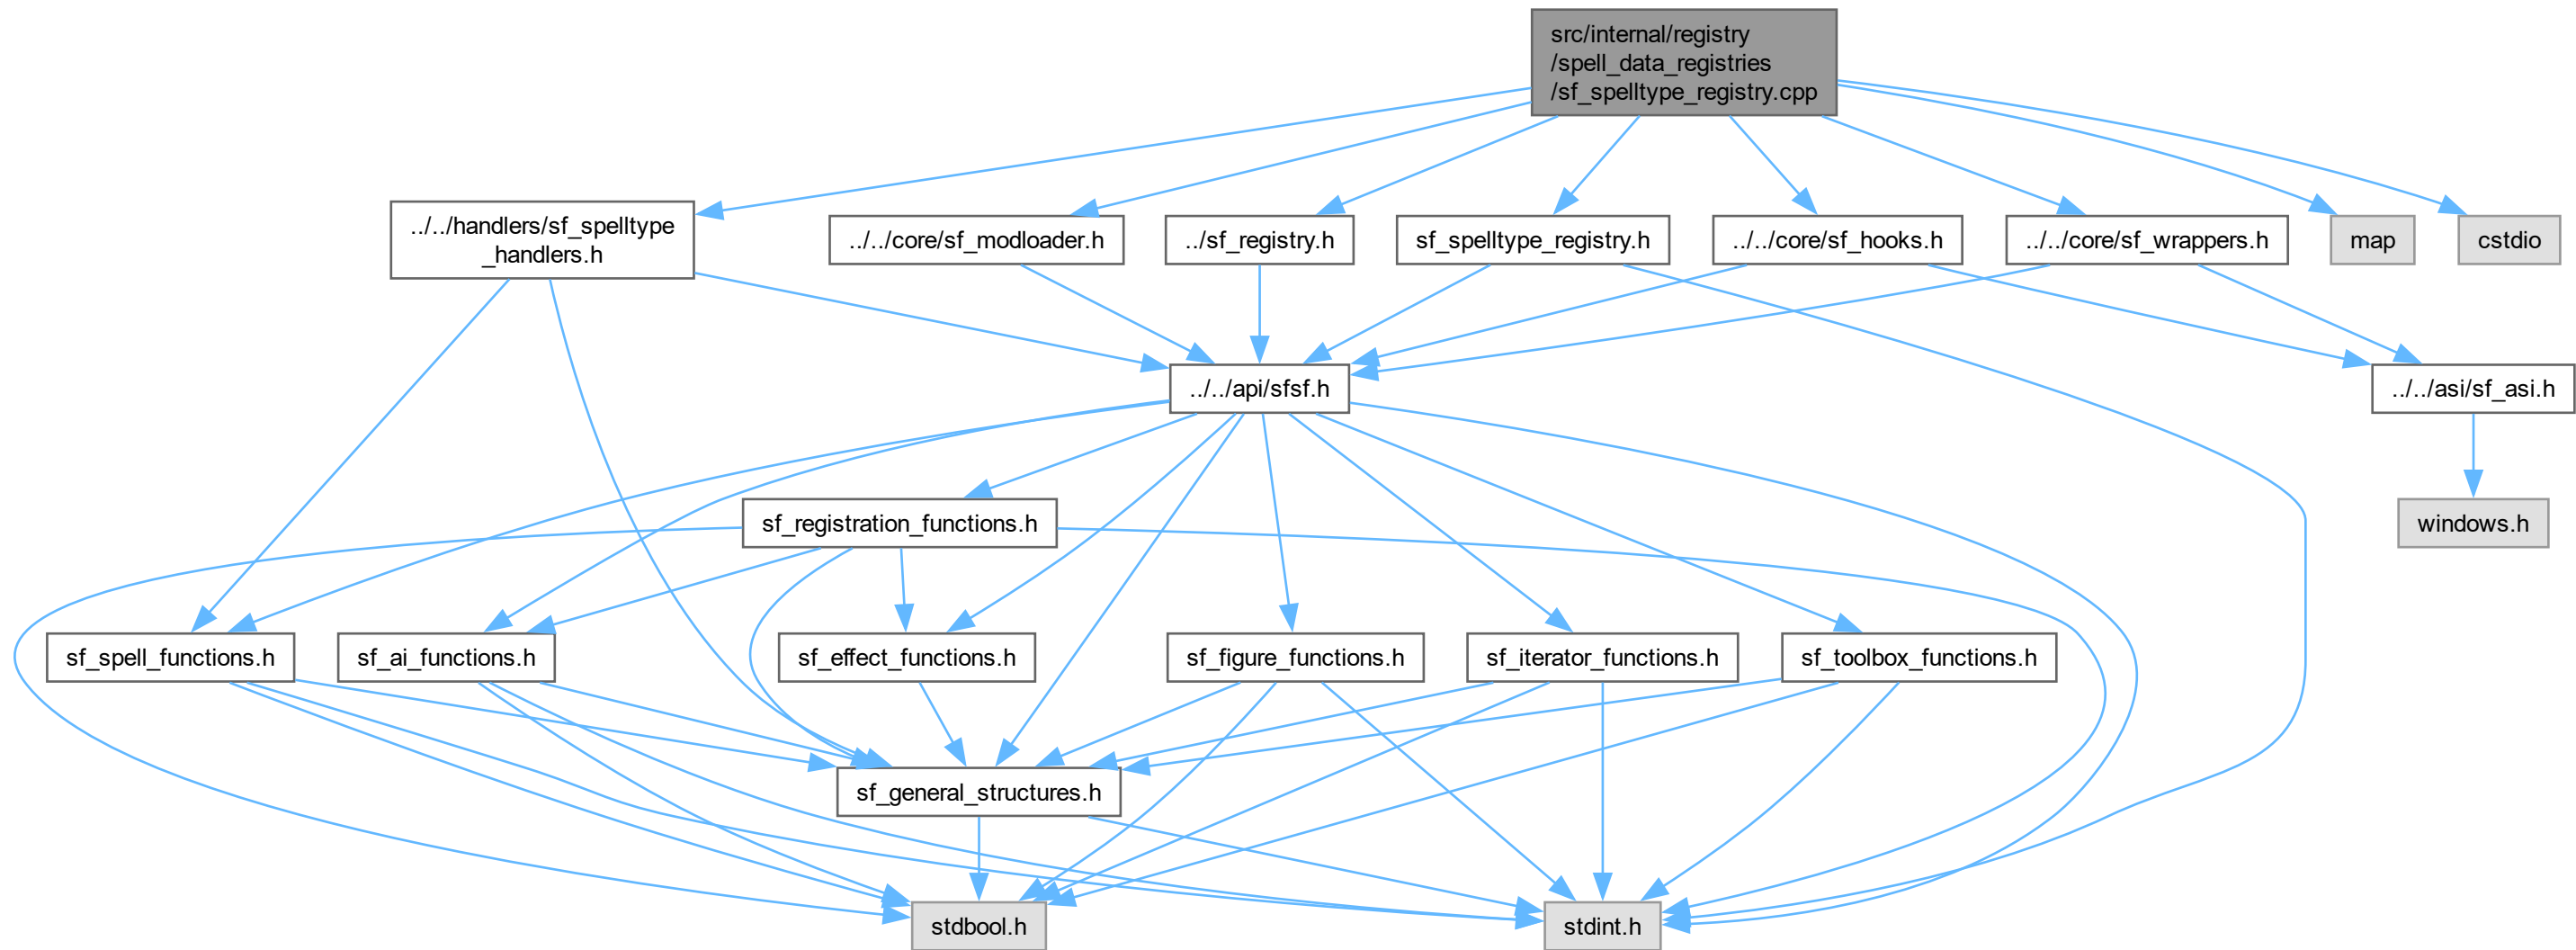 src/internal/registry
/spell_data_registries
/sf_spelltype_registry.cpp
../../handlers/sf_spelltype
_handlers.h
../../core/sf_modloader.h
../sf_registry.h
sf_spelltype_registry.h
../../core/sf_hooks.h
../../core/sf_wrappers.h
map
cstdio
../../api/sfsf.h
../../asi/sf_asi.h
sf_registration_functions.h
windows.h
sf_spell_functions.h
sf_ai_functions.h
sf_effect_functions.h
sf_figure_functions.h
sf_iterator_functions.h
sf_toolbox_functions.h
sf_general_structures.h
stdbool.h
stdint.h